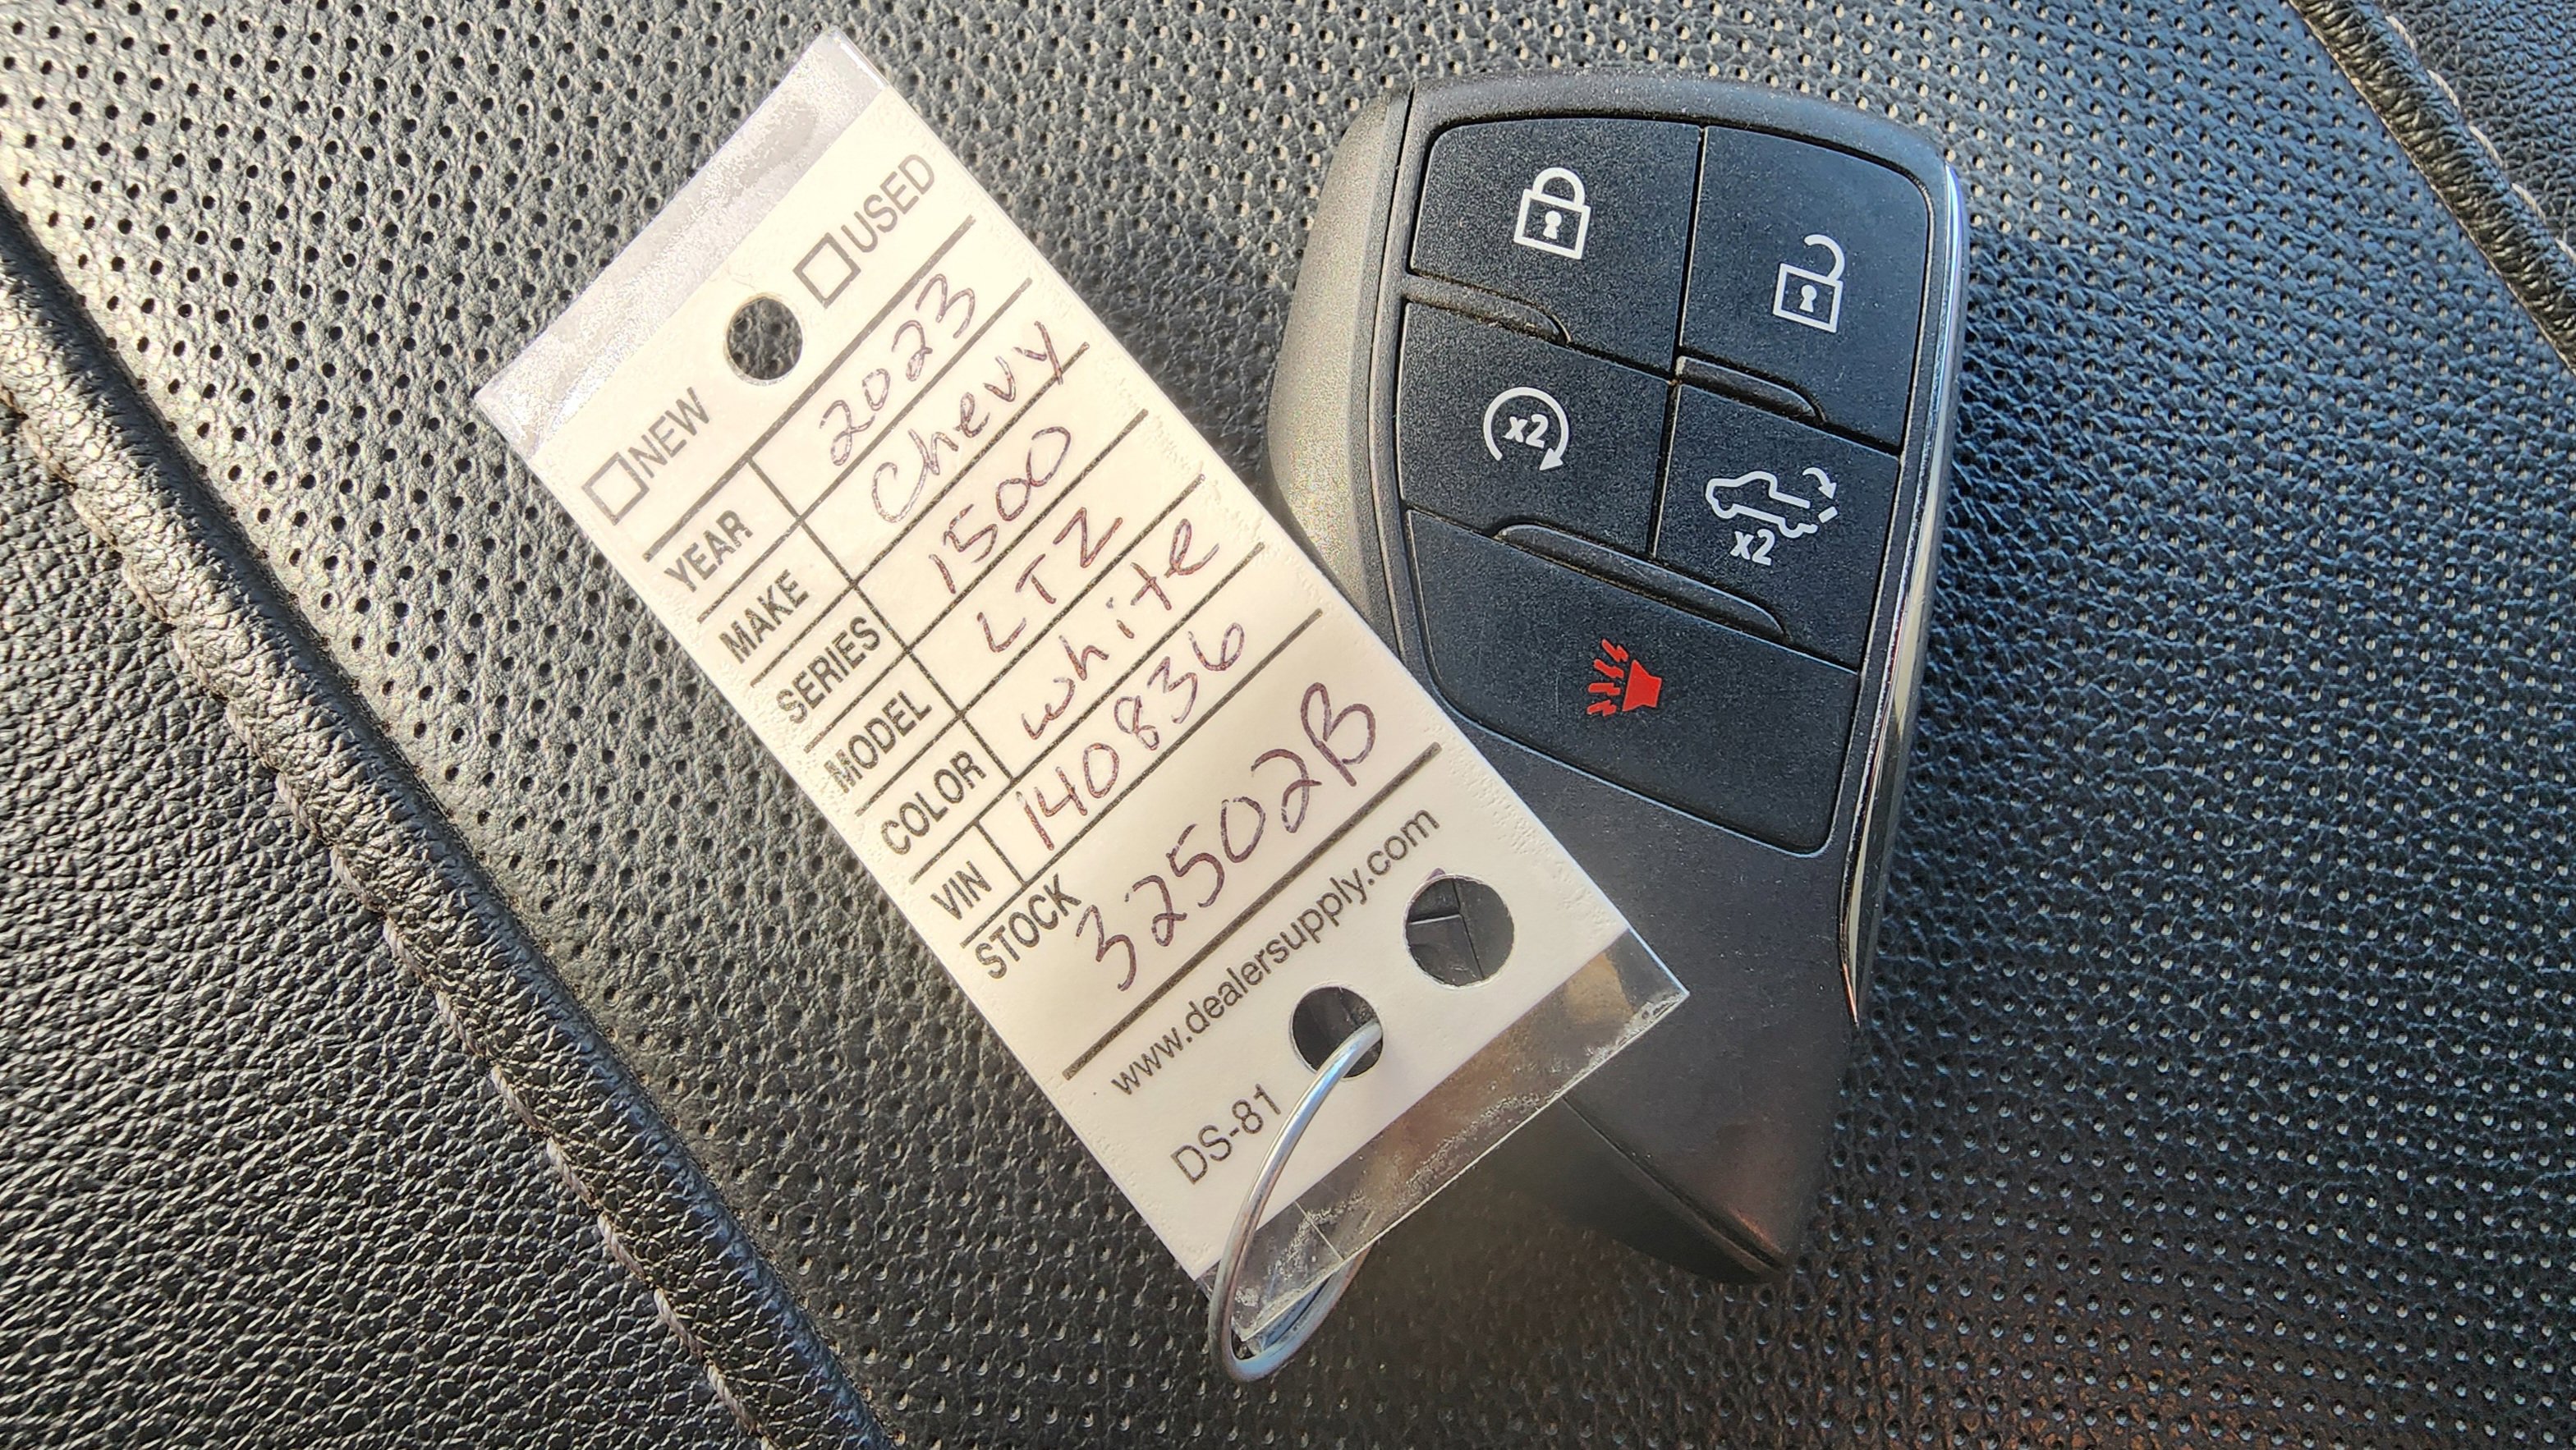 ☐NEW ☐USED
YEAR 2023
MAKE Chevy
SERIES 1500
MODEL LTZ
COLOR white
VIN 140836
STOCK 32502B
www.dealersupply.com
DS-81
x2
x2